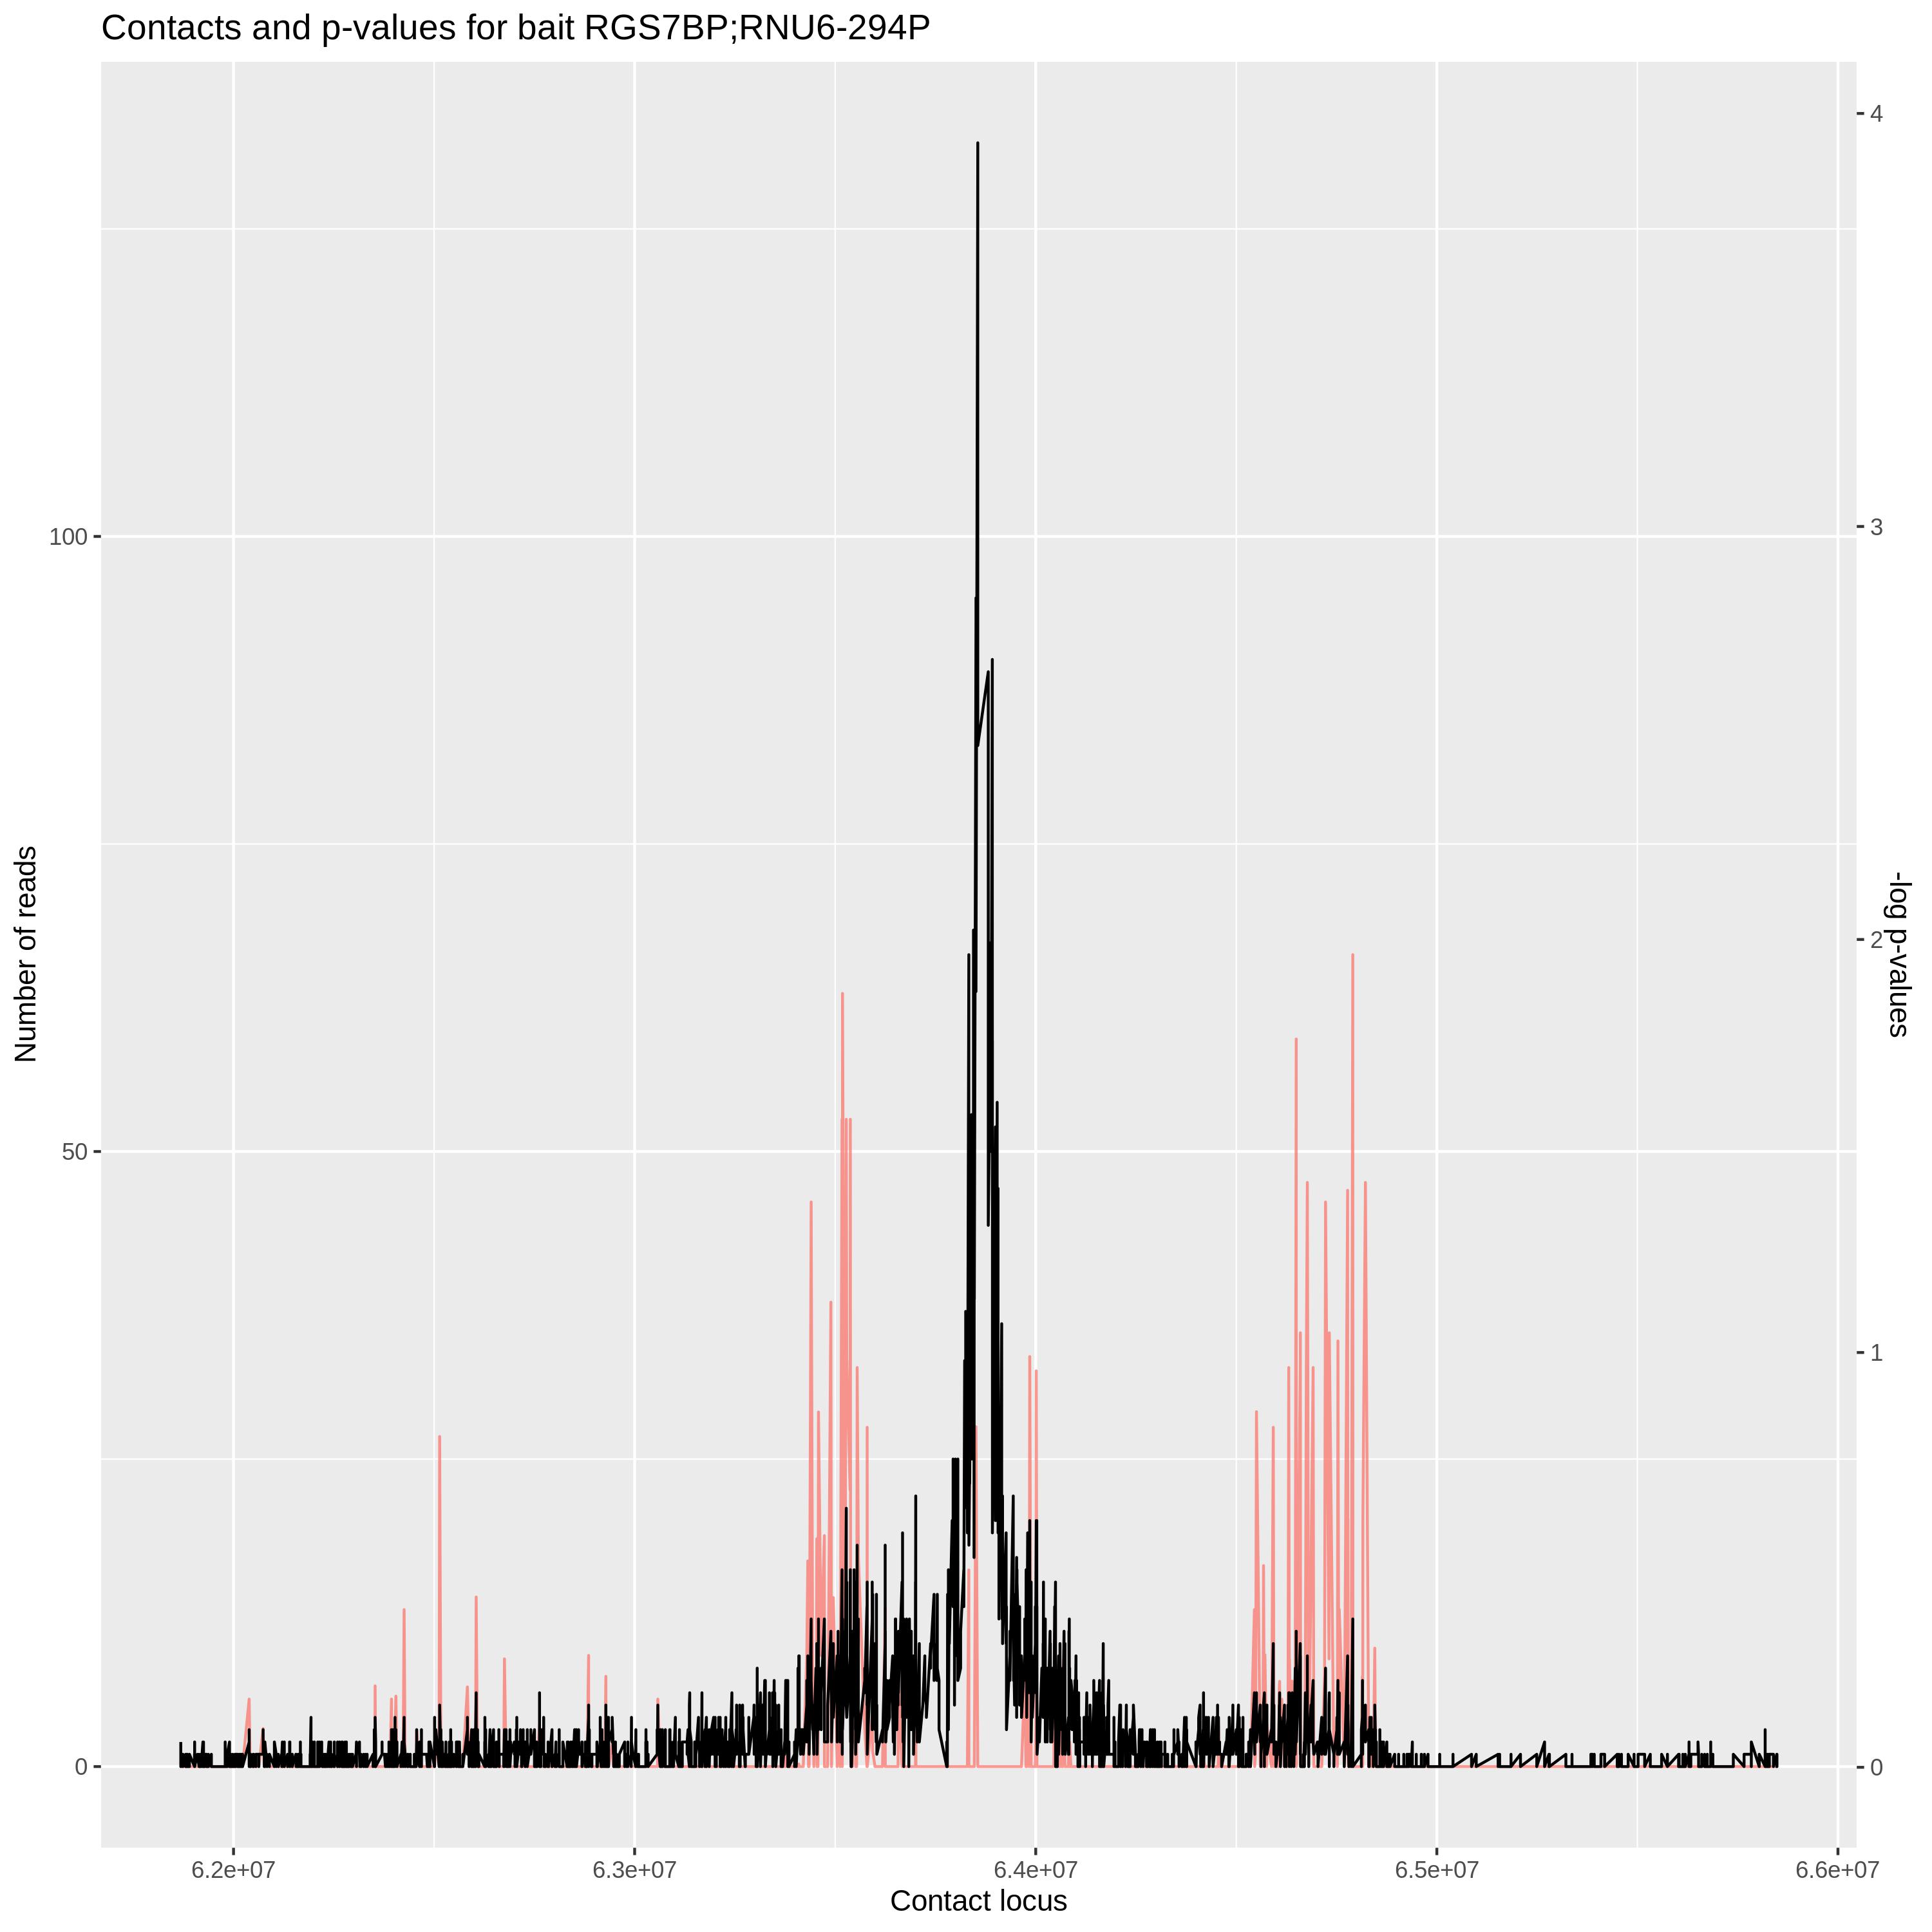 Contacts and p-values for bait RGS7BP;RNU6-294P
Number of reads
100
50
0
4
3
2
1
0
-log p-values
6.2e+07
6.3e+07
6.4e+07
6.5e+07
6.6e+07
Contact locus